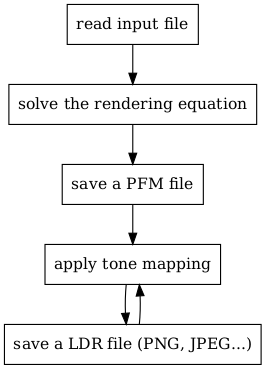 read input file
solve the rendering equation
save a PFM file
apply tone mapping
save a LDR file (PNG, JPEG...)